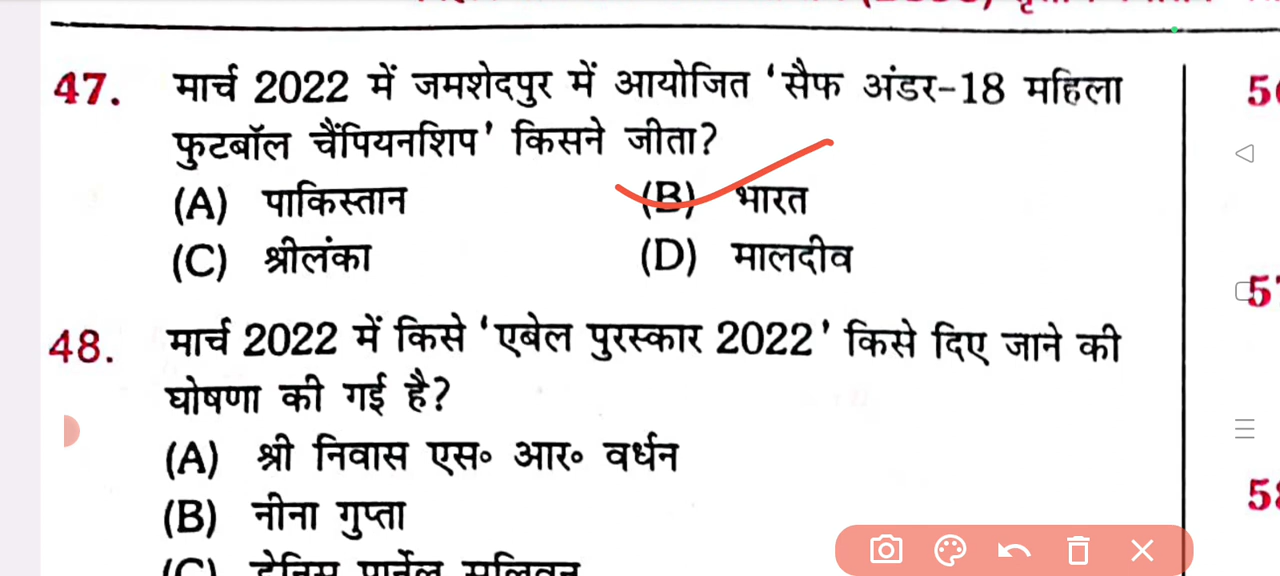 47. मार्च 2022 में जमशेदपुर में आयोजित ‘सैफ अंडर-18 महिला
फुटबॉल चैंपियनशिप’ किसने जीता?
(A) पाकिस्तान (B) भारत
(C) श्रीलंका (D) मालदीव
48. मार्च 2022 में किसे ‘एबेल पुरस्कार 2022’ किसे दिए जाने की
घोषणा की गई है?
(A) श्री निवास एस॰ आर॰ वर्धन
(B) नीना गुप्ता
(C) डेनिस पार्नेल सुलिवन